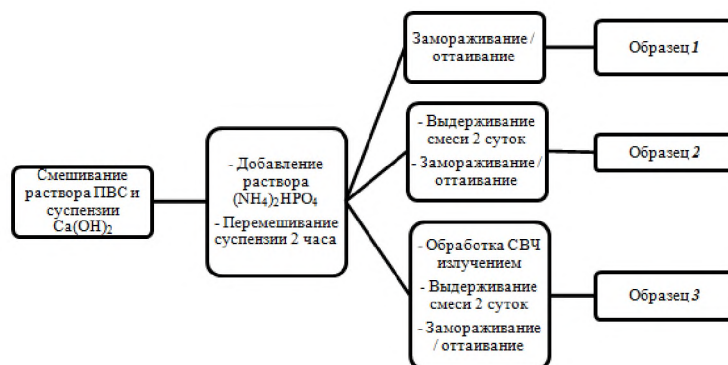 Смешивание
раствора ПВС и
суспензии
Ca(OH)2
- Добавление
раствора
(NH4)2HPO4
- Перемешивание
суспензии 2 часа
Замораживание /
оттаивание
Образец 1
- Выдерживание
смеси 2 суток
- Замораживание /
оттаивание
Образец 2
- Обработка СВЧ
излучением
- Выдерживание
смеси 2 суток
- Замораживание
/ оттаивание
Образец 3